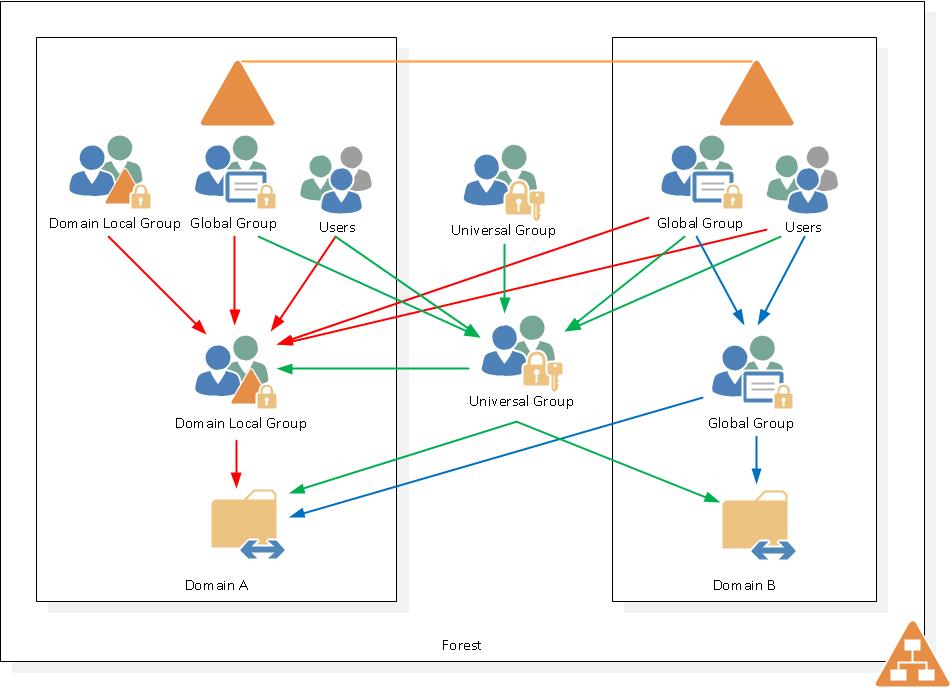 Domain Local Group Global Group Users Universal Group Global Group Users
Domain Local Group Universal Group Global Group
Domain A Domain B
Forest